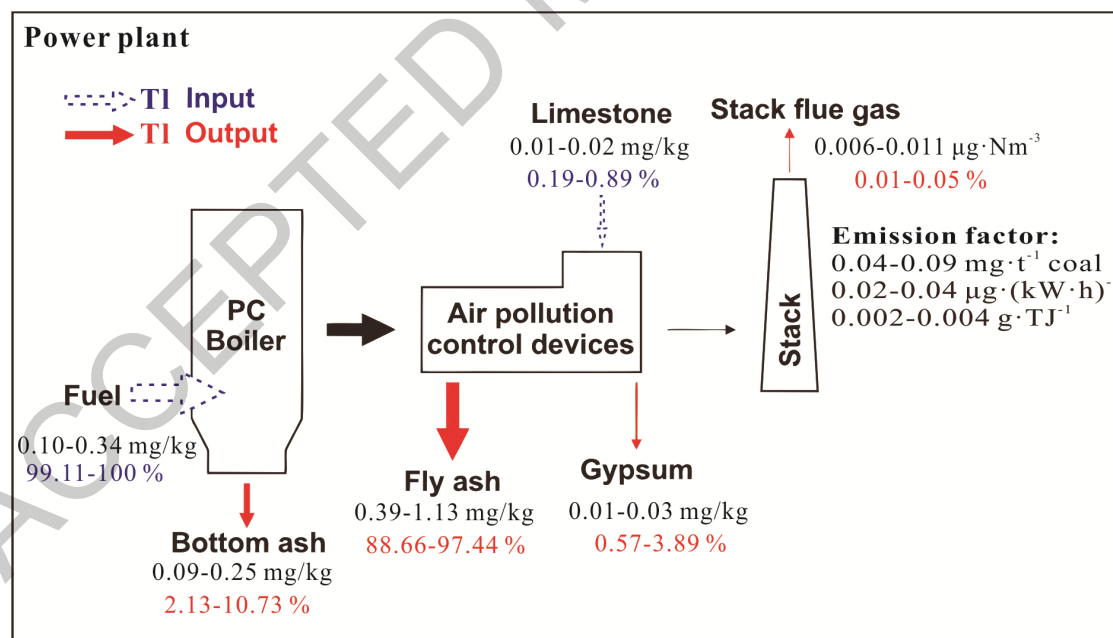 Power plant
Tl Input
Tl Output
Limestone
0.01-0.02 mg/kg
0.19-0.89 %
Stack flue gas
0.006-0.011 μg·Nm⁻³
0.01-0.05 %
Emission factor:
0.04-0.09 mg·t⁻¹ coal
0.02-0.04 μg·(kW·h)⁻
0.002-0.004 g·TJ⁻¹
PC
Boiler
Air pollution
control devices
Stack
Fuel
0.10-0.34 mg/kg
99.11-100 %
Bottom ash
0.09-0.25 mg/kg
2.13-10.73 %
Fly ash
0.39-1.13 mg/kg
88.66-97.44 %
Gypsum
0.01-0.03 mg/kg
0.57-3.89 %
ACCEPTED